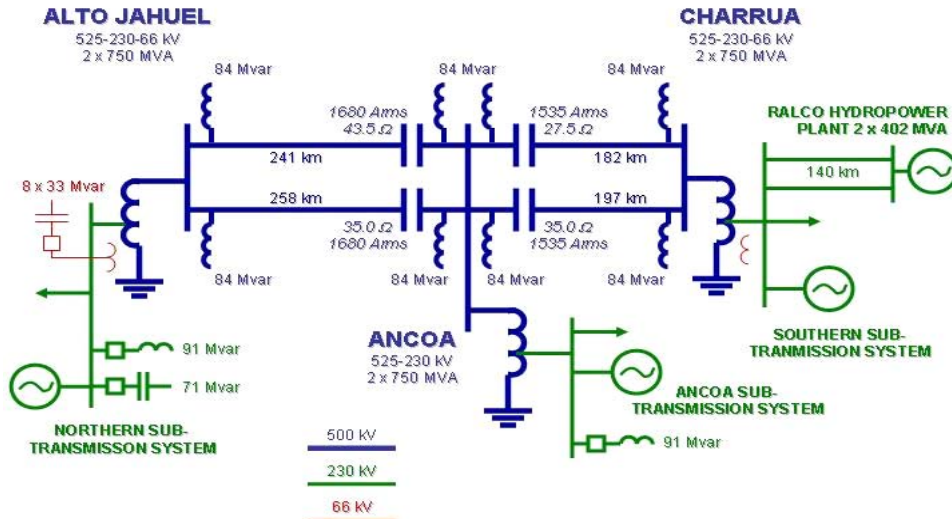 ALTO JAHUEL
525-230-66 kV
2 x 750 MVA
CHARRUA
525-230-66 kV
2 x 750 MVA
84 Mvar
84 Mvar
84 Mvar
1680 Arms
43.5 Ω
1535 Arms
27.5 Ω
RALCO HYDROPOWER
PLANT 2 x 402 MVA
241 km
182 km
140 km
8 x 33 Mvar
258 km
197 km
35.0 Ω
1680 Arms
35.0 Ω
1535 Arms
84 Mvar
84 Mvar
84 Mvar
84 Mvar
ANCOA
525-230 kV
2 x 750 MVA
SOUTHERN SUB-
TRANMISSION SYSTEM
91 Mvar
71 Mvar
ANCOA SUB-
TRANSMISSION SYSTEM
NORTHERN SUB-
TRANSMISSON SYSTEM
91 Mvar
500 kV
230 kV
66 kV